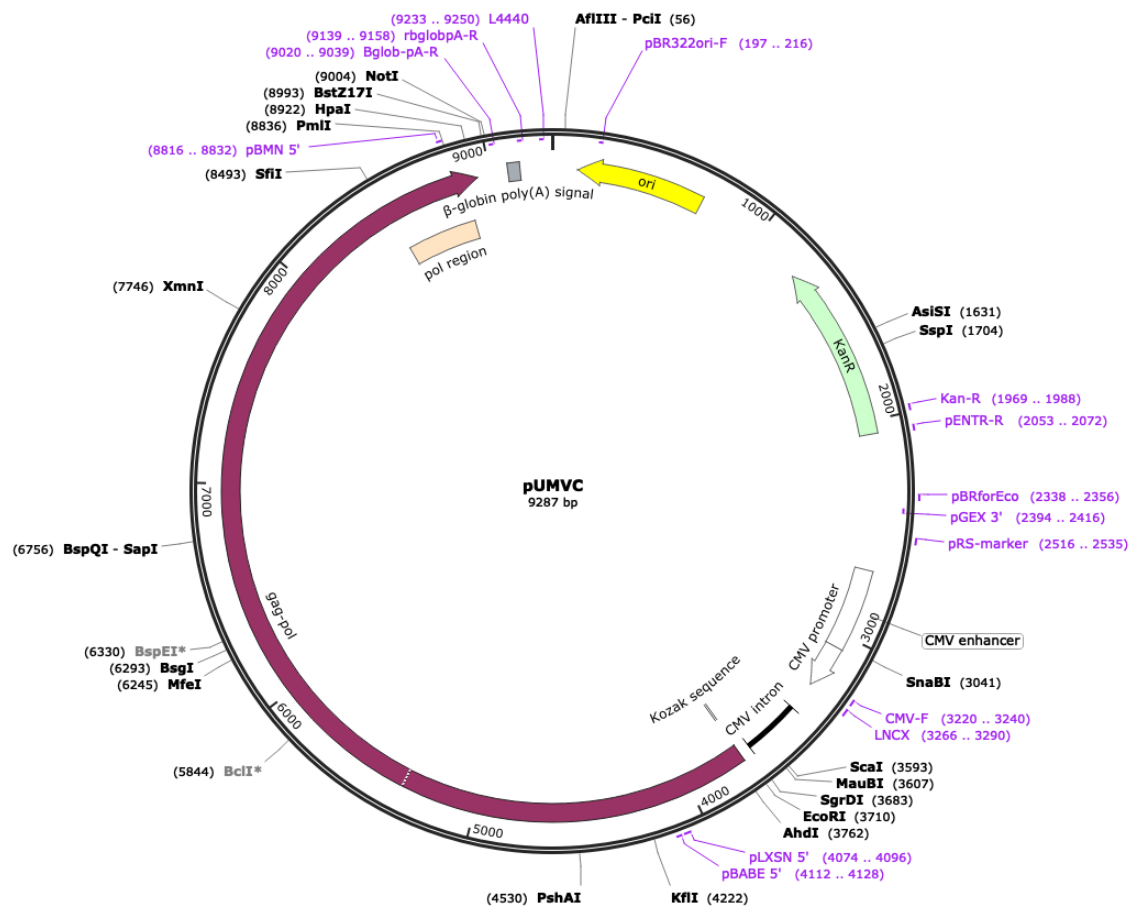 (9233 .. 9250) L4440
(9139 .. 9158) rbglobpA-R
(9020 .. 9039) Bglob-pA-R
(9004) NotI
(8993) BstZ17I
(8922) HpaI
(8836) PmlI
(8816 .. 8832) pBMN 5'
(8493) SfiI
(7746) XmnI
(6756) BspQI - SapI
(6330) BspEI*
(6293) BsgI
(6245) MfeI
(5844) BclI*
AflIII - PciI (56)
pBR322ori-F (197 .. 216)
AsiSI (1631)
SspI (1704)
Kan-R (1969 .. 1988)
pENTR-R (2053 .. 2072)
pBRforEco (2338 .. 2356)
pGEX 3' (2394 .. 2416)
pRS-marker (2516 .. 2535)
CMV enhancer
SnaBI (3041)
CMV-F (3220 .. 3240)
LNCX (3266 .. 3290)
ScaI (3593)
MauBI (3607)
SgrDI (3683)
EcoRI (3710)
AhdI (3762)
pLXSN 5' (4074 .. 4096)
pBABE 5' (4112 .. 4128)
KflI (4222)
(4530) PshAI
1000
2000
3000
4000
5000
6000
7000
8000
9000
ori
KanR
CMV promoter
CMV intron
Kozak sequence
gag-pol
pol region
β-globin poly(A) signal
pUMVC
9287 bp